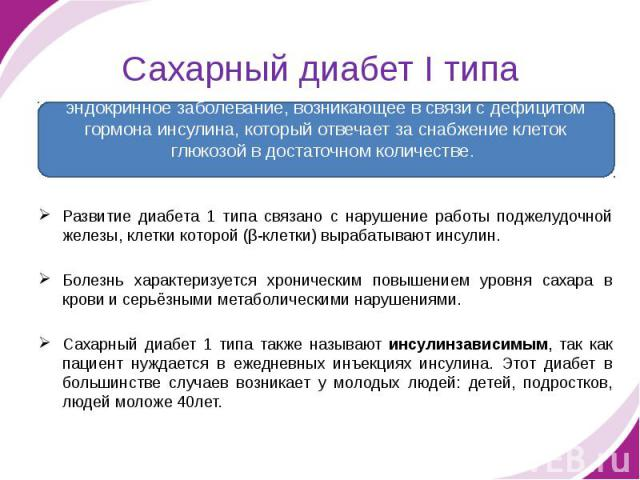 Сахарный диабет I типа
эндокринное заболевание, возникающее в связи с дефицитом
гормона инсулина, который отвечает за снабжение клеток
глюкозой в достаточном количестве.
Развитие диабета 1 типа связано с нарушение работы поджелудочной
железы, клетки которой (β-клетки) вырабатывают инсулин.
Болезнь характеризуется хроническим повышением уровня сахара в
крови и серьёзными метаболическими нарушениями.
Сахарный диабет 1 типа также называют инсулинзависимым, так как
пациент нуждается в ежедневных инъекциях инсулина. Этот диабет в
большинстве случаев возникает у молодых людей: детей, подростков,
людей моложе 40лет.